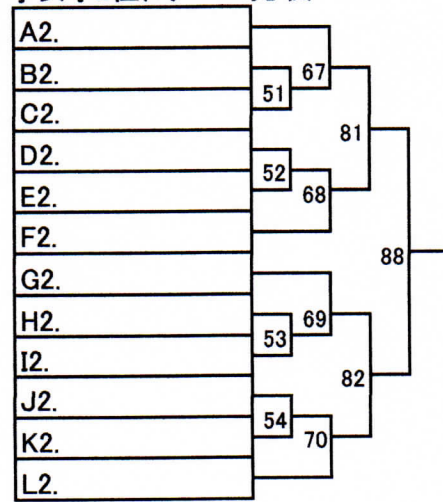 A2.
B2.
C2.
D2.
E2.
F2.
G2.
H2.
I2.
J2.
K2.
L2.
51
52
53
54
67
68
69
70
81
82
88